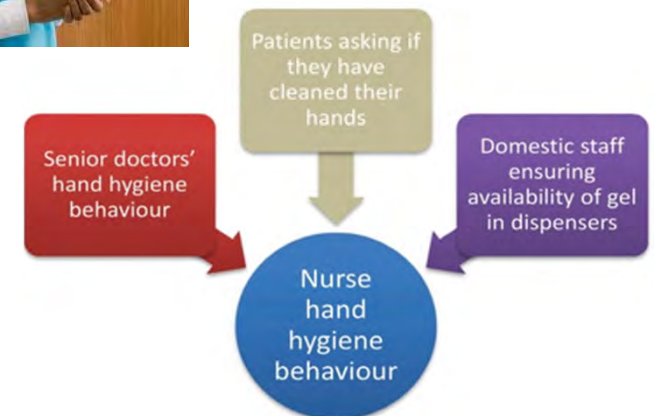 Patients asking if
they have
cleaned their
hands
Senior doctors'
hand hygiene
behaviour
Domestic staff
ensuring
availability of gel
in dispensers
Nurse
hand
hygiene
behaviour